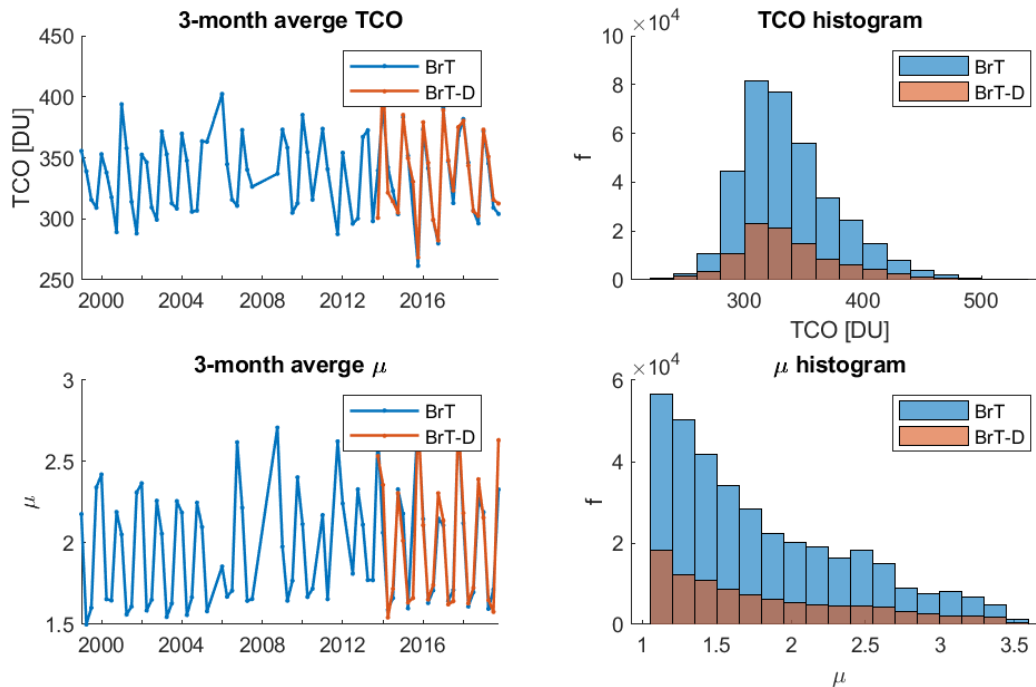 3-month averge TCO
450
400
350
300
250
TCO [DU]
2000 2004 2008 2012 2016
BrT
BrT-D
TCO histogram
×10^4
10
8
6
4
2
0
f
300 400 500
TCO [DU]
BrT
BrT-D
3-month averge μ
3
2.5
2
1.5
μ
2000 2004 2008 2012 2016
BrT
BrT-D
μ histogram
×10^4
6
4
2
0
f
1 1.5 2 2.5 3 3.5
μ
BrT
BrT-D